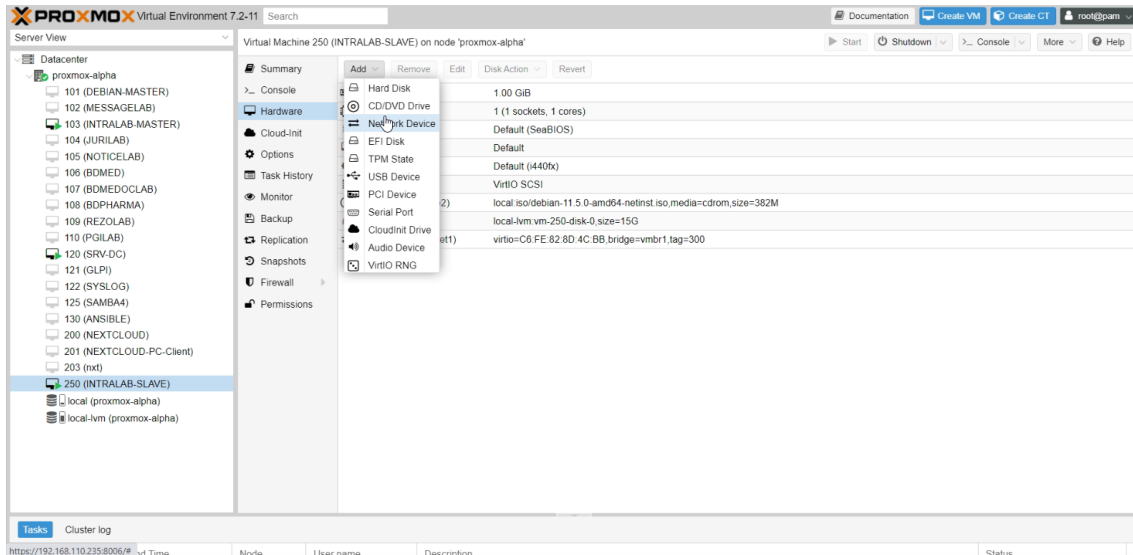 PROXMOX Virtual Environment 7.2-11 Search Documentation Create VM Create CT root@pam
Server View
Datacenter
proxmox-alpha
101 (DEBIAN-MASTER)
102 (MESSAGELAB)
103 (INTRALAB-MASTER)
104 (JURILAB)
105 (NOTICELAB)
106 (BDMED)
107 (BDMEDOCLAB)
108 (BDPHARMA)
109 (REZOLAB)
110 (PGILAB)
120 (SRV-DC)
121 (GLPI)
122 (SYSLOG)
125 (SAMBA4)
130 (ANSIBLE)
200 (NEXTCLOUD)
201 (NEXTCLOUD-PC-Client)
203 (nxt)
250 (INTRALAB-SLAVE)
local (proxmox-alpha)
local-lvm (proxmox-alpha)
Virtual Machine 250 (INTRALAB-SLAVE) on node 'proxmox-alpha' Start Shutdown Console More Help
Summary
Console
Hardware
Cloud-Init
Options
Task History
Monitor
Backup
Replication
Snapshots
Firewall
Permissions
Add Remove Edit Disk Action Revert
Hard Disk
CD/DVD Drive
Network Device
EFI Disk
TPM State
USB Device
PCI Device
Serial Port
CloudInit Drive
Audio Device
VirtIO RNG
1.00 GiB
1 (1 sockets, 1 cores)
Default (SeaBIOS)
Default
Default (i440fx)
VirtIO SCSI
2) local:iso/debian-11.5.0-amd64-netinst.iso,media=cdrom,size=382M
local-lvm:vm-250-disk-0,size=15G
et1) virtio=C6:FE:82:8D:4C:BB,bridge=vmbr1,tag=300
Tasks Cluster log
https://192.168.110.235:8006/# nd Time Node User name Description Status